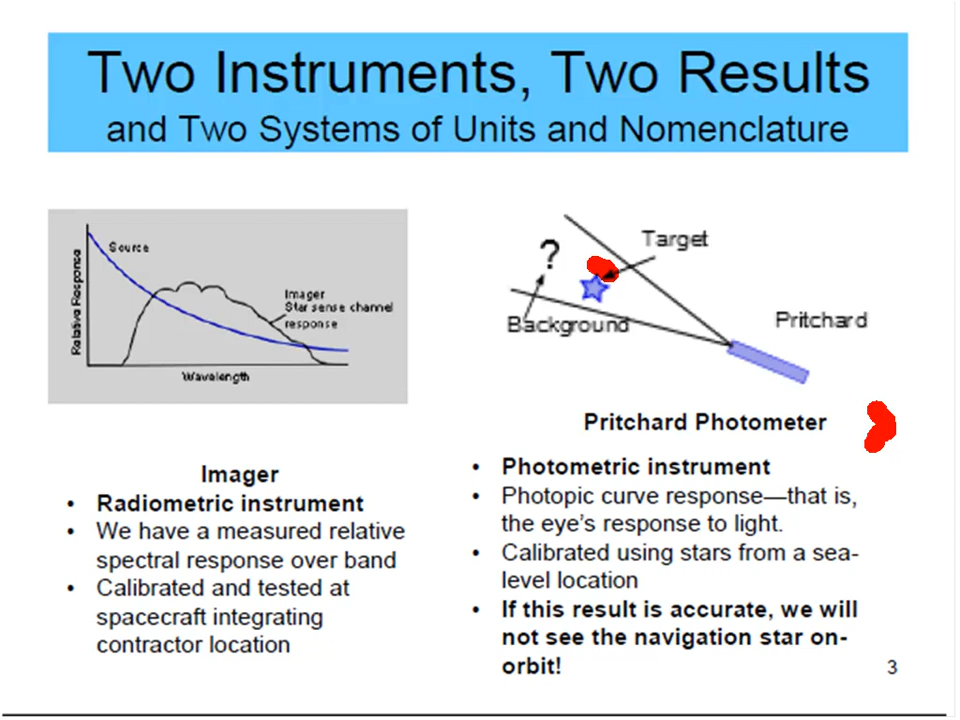 Two Instruments, Two Results
and Two Systems of Units and Nomenclature
Relative Response
Source
Imager
Star sense channel
response
Wavelength
?
Target
Background
Pritchard
Imager
• Radiometric instrument
• We have a measured relative
spectral response over band
• Calibrated and tested at
spacecraft integrating
contractor location
Pritchard Photometer
• Photometric instrument
• Photopic curve response—that is,
the eye's response to light.
• Calibrated using stars from a sea-
level location
• If this result is accurate, we will
not see the navigation star on-
orbit!
3